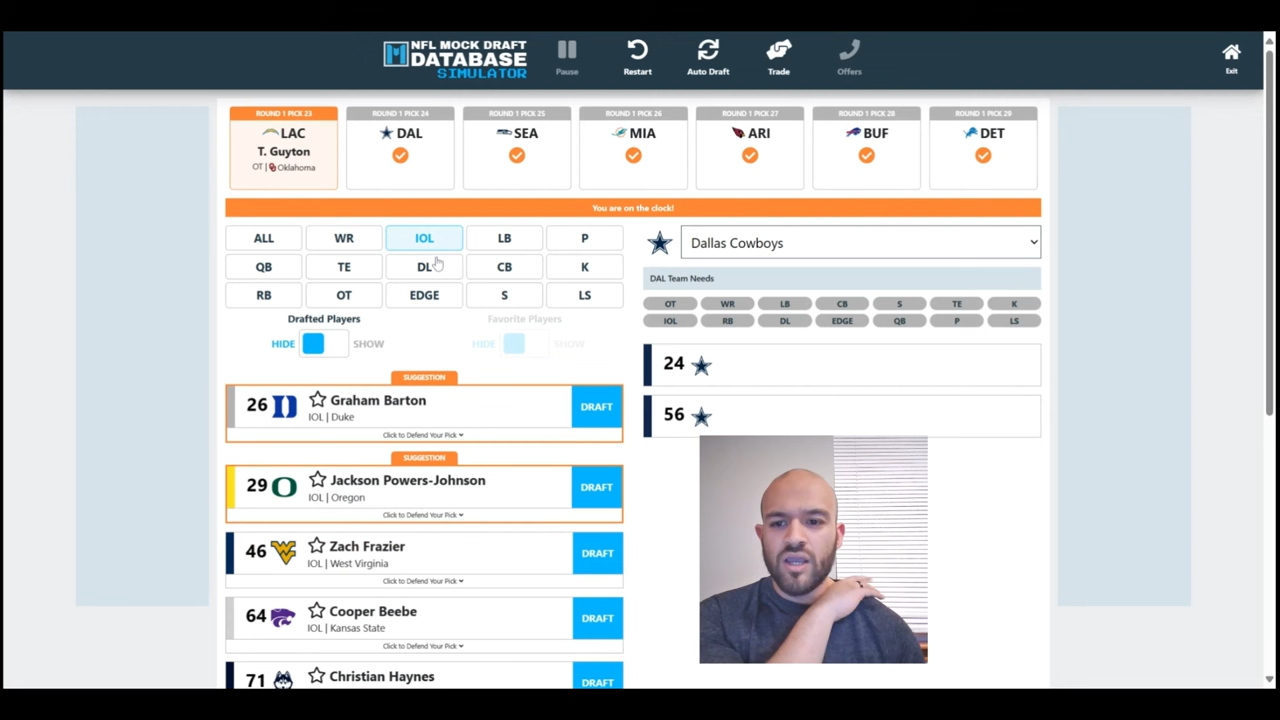 NFL MOCK DRAFT
DATABASE
SIMULATOR
Pause
Restart
Auto Draft
Trade
Offers
Exit
ROUND 1 PICK 23
LAC
T. Guyton
OT | Oklahoma
ROUND 1 PICK 24
DAL
ROUND 1 PICK 25
SEA
ROUND 1 PICK 26
MIA
ROUND 1 PICK 27
ARI
ROUND 1 PICK 28
BUF
ROUND 1 PICK 29
DET
You are on the clock!
ALL WR IOL LB P
QB TE DL CB K
RB OT EDGE S LS
Drafted Players
HIDE SHOW
Favorite Players
HIDE SHOW
Dallas Cowboys
DAL Team Needs
OT WR LB CB S TE K
IOL RB DL EDGE QB P LS
24
56
SUGGESTION
26 Graham Barton
IOL | Duke
DRAFT
Click to Defend Your Pick
SUGGESTION
29 Jackson Powers-Johnson
IOL | Oregon
DRAFT
Click to Defend Your Pick
46 Zach Frazier
IOL | West Virginia
DRAFT
Click to Defend Your Pick
64 Cooper Beebe
IOL | Kansas State
DRAFT
Click to Defend Your Pick
71 Christian Haynes
DRAFT